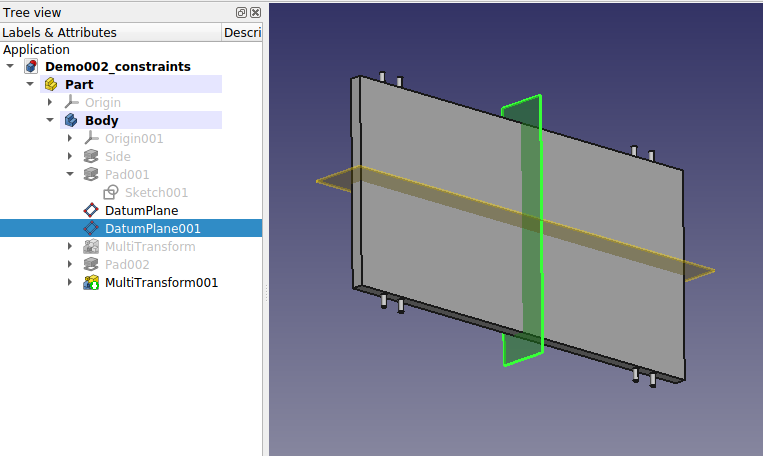 Tree view
Labels & Attributes Descri
Application
Demo002_constraints
Part
Origin
Body
Origin001
Side
Pad001
Sketch001
DatumPlane
DatumPlane001
MultiTransform
Pad002
MultiTransform001